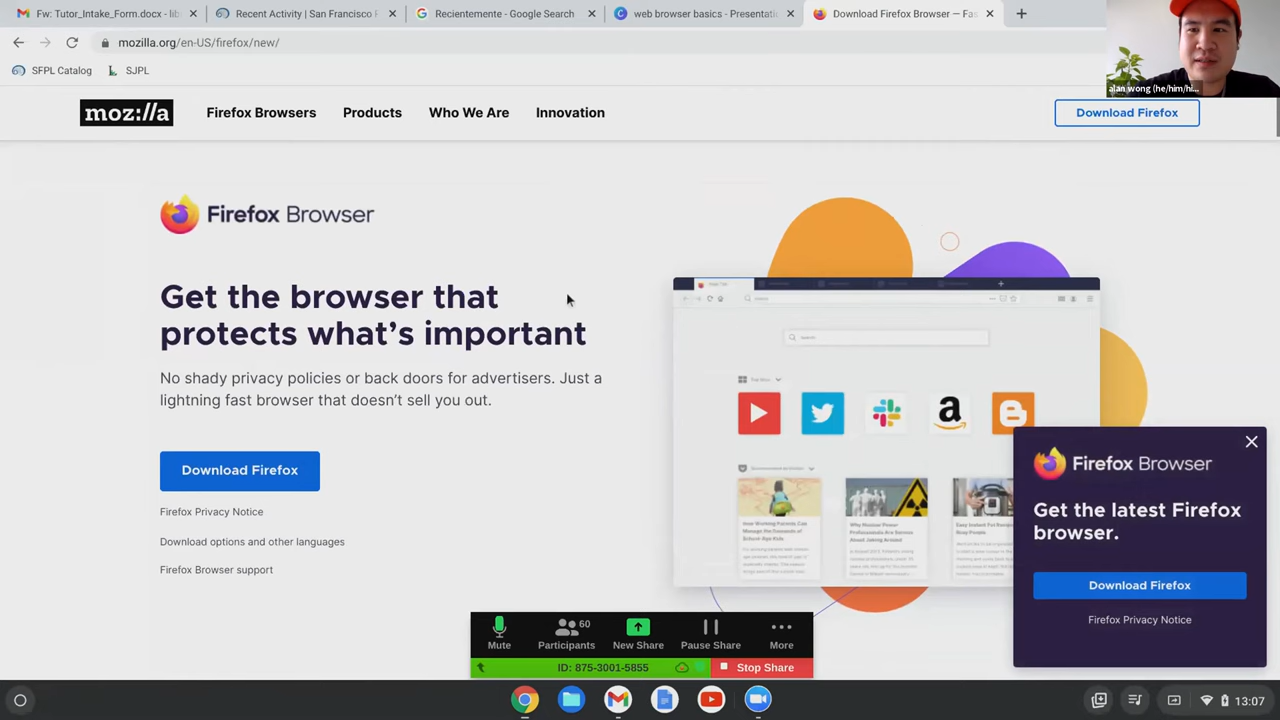 Fw: Tutor_Intake_Form.docx - lib
Recent Activity | San Francisco
Recientemente - Google Search
web browser basics - Presentati
Download Firefox Browser — Fas
mozilla.org/en-US/firefox/new/
SFPL Catalog
SJPL
alan wong (he/him/hi...
moz://a
Firefox Browsers
Products
Who We Are
Innovation
Download Firefox
Firefox Browser
Get the browser that
protects what's important
No shady privacy policies or back doors for advertisers. Just a
lightning fast browser that doesn't sell you out.
Download Firefox
Firefox Privacy Notice
Download options and other languages
Firefox Browser support
Firefox Browser
Get the latest Firefox
browser.
Download Firefox
Firefox Privacy Notice
60
Mute
Participants
New Share
Pause Share
More
ID: 875-3001-5855
Stop Share
13:07